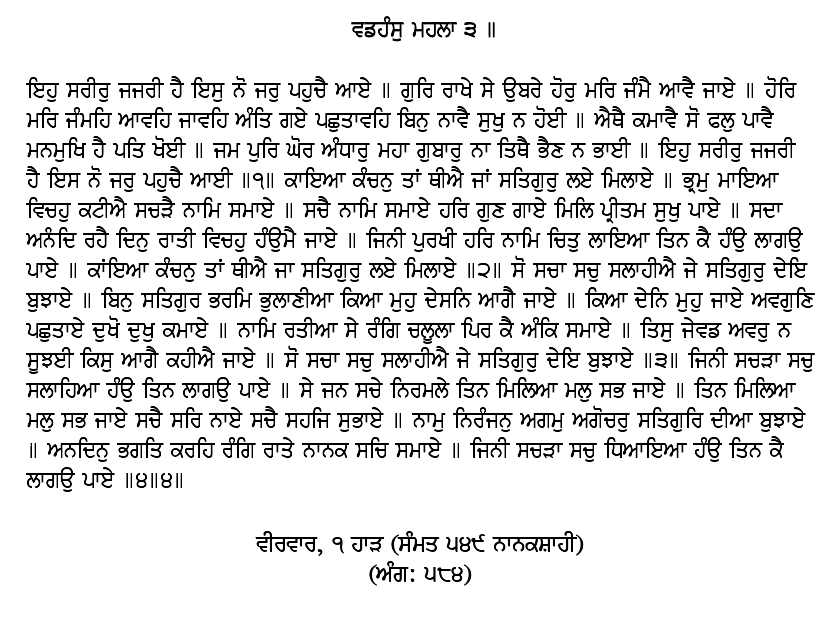 ਵਡਹੰਸੁ ਮਹਲਾ ੩ ॥
ਇਹੁ ਸਰੀਰੁ ਜਜਰੀ ਹੈ ਇਸੁ ਨੋ ਜਰੁ ਪਹੁਚੈ ਆਏ ॥ ਗੁਰਿ ਰਾਖੇ ਸੇ ਉਬਰੇ ਹੋਰੁ ਮਰਿ ਜੰਮੈ ਆਵੈ ਜਾਏ ॥ ਹੋਰਿ
ਮਰਿ ਜੰਮਹਿ ਆਵਹਿ ਜਾਵਹਿ ਅੰਤਿ ਗਏ ਪਛੁਤਾਵਹਿ ਬਿਨੁ ਨਾਵੈ ਸੁਖੁ ਨ ਹੋਈ ॥ ਐਥੈ ਕਮਾਵੈ ਸੋ ਫਲੁ ਪਾਵੈ
ਮਨਮੁਖਿ ਹੈ ਪਤਿ ਖੋਈ ॥ ਜਮ ਪੁਰਿ ਘੋਰ ਅੰਧਾਰੁ ਮਹਾ ਗੁਬਾਰੁ ਨਾ ਤਿਥੈ ਭੈਣ ਨ ਭਾਈ ॥ ਇਹੁ ਸਰੀਰੁ ਜਜਰੀ
ਹੈ ਇਸ ਨੋ ਜਰੁ ਪਹੁਚੈ ਆਈ ॥੧॥ ਕਾਇਆ ਕੰਚਨੁ ਤਾਂ ਥੀਐ ਜਾਂ ਸਤਿਗੁਰੁ ਲਏ ਮਿਲਾਏ ॥ ਭ੍ਰਮੁ ਮਾਇਆ
ਵਿਚਹੁ ਕਟੀਐ ਸਚੜੈ ਨਾਮਿ ਸਮਾਏ ॥ ਸਚੈ ਨਾਮਿ ਸਮਾਏ ਹਰਿ ਗੁਣ ਗਾਏ ਮਿਲਿ ਪ੍ਰੀਤਮ ਸੁਖੁ ਪਾਏ ॥ ਸਦਾ
ਅਨੰਦਿ ਰਹੈ ਦਿਨੁ ਰਾਤੀ ਵਿਚਹੁ ਹੰਉਮੈ ਜਾਏ ॥ ਜਿਨੀ ਪੁਰਖੀ ਹਰਿ ਨਾਮਿ ਚਿਤੁ ਲਾਇਆ ਤਿਨ ਕੈ ਹੰਉ ਲਾਗਉ
ਪਾਏ ॥ ਕਾਂਇਆ ਕੰਚਨੁ ਤਾਂ ਥੀਐ ਜਾ ਸਤਿਗੁਰੁ ਲਏ ਮਿਲਾਏ ॥੨॥ ਸੋ ਸਚਾ ਸਚੁ ਸਲਾਹੀਐ ਜੇ ਸਤਿਗੁਰੁ ਦੇਇ
ਬੁਝਾਏ ॥ ਬਿਨੁ ਸਤਿਗੁਰ ਭਰਮਿ ਭੁਲਾਣੀਆ ਕਿਆ ਮੁਹੁ ਦੇਸਨਿ ਆਗੈ ਜਾਏ ॥ ਕਿਆ ਦੇਨਿ ਮੁਹੁ ਜਾਏ ਅਵਗੁਣਿ
ਪਛੁਤਾਏ ਦੁਖੋ ਦੁਖੁ ਕਮਾਏ ॥ ਨਾਮਿ ਰਤੀਆ ਸੇ ਰੰਗਿ ਚਲੂਲਾ ਪਿਰ ਕੈ ਅੰਕਿ ਸਮਾਏ ॥ ਤਿਸੁ ਜੇਵਡ ਅਵਰੁ ਨ
ਸੂਝਈ ਕਿਸੁ ਆਗੈ ਕਹੀਐ ਜਾਏ ॥ ਸੋ ਸਚਾ ਸਚੁ ਸਲਾਹੀਐ ਜੇ ਸਤਿਗੁਰੁ ਦੇਇ ਬੁਝਾਏ ॥੩॥ ਜਿਨੀ ਸਚੜਾ ਸਚੁ
ਸਲਾਹਿਆ ਹੰਉ ਤਿਨ ਲਾਗਉ ਪਾਏ ॥ ਸੇ ਜਨ ਸਚੇ ਨਿਰਮਲੇ ਤਿਨ ਮਿਲਿਆ ਮਲੁ ਸਭ ਜਾਏ ॥ ਤਿਨ ਮਿਲਿਆ
ਮਲੁ ਸਭ ਜਾਏ ਸਚੈ ਸਰਿ ਨਾਏ ਸਚੈ ਸਹਜਿ ਸੁਭਾਏ ॥ ਨਾਮੁ ਨਿਰੰਜਨੁ ਅਗਮੁ ਅਗੋਚਰੁ ਸਤਿਗੁਰਿ ਦੀਆ ਬੁਝਾਏ
॥ ਅਨਦਿਨੁ ਭਗਤਿ ਕਰਹਿ ਰੰਗਿ ਰਾਤੇ ਨਾਨਕ ਸਚਿ ਸਮਾਏ ॥ ਜਿਨੀ ਸਚੜਾ ਸਚੁ ਧਿਆਇਆ ਹੰਉ ਤਿਨ ਕੈ
ਲਾਗਉ ਪਾਏ ॥੪॥੪॥
ਵੀਰਵਾਰ, ੧ ਹਾੜ (ਸੰਮਤ ੫੪੯ ਨਾਨਕਸ਼ਾਹੀ)
(ਅੰਗ: ੫੮੪)